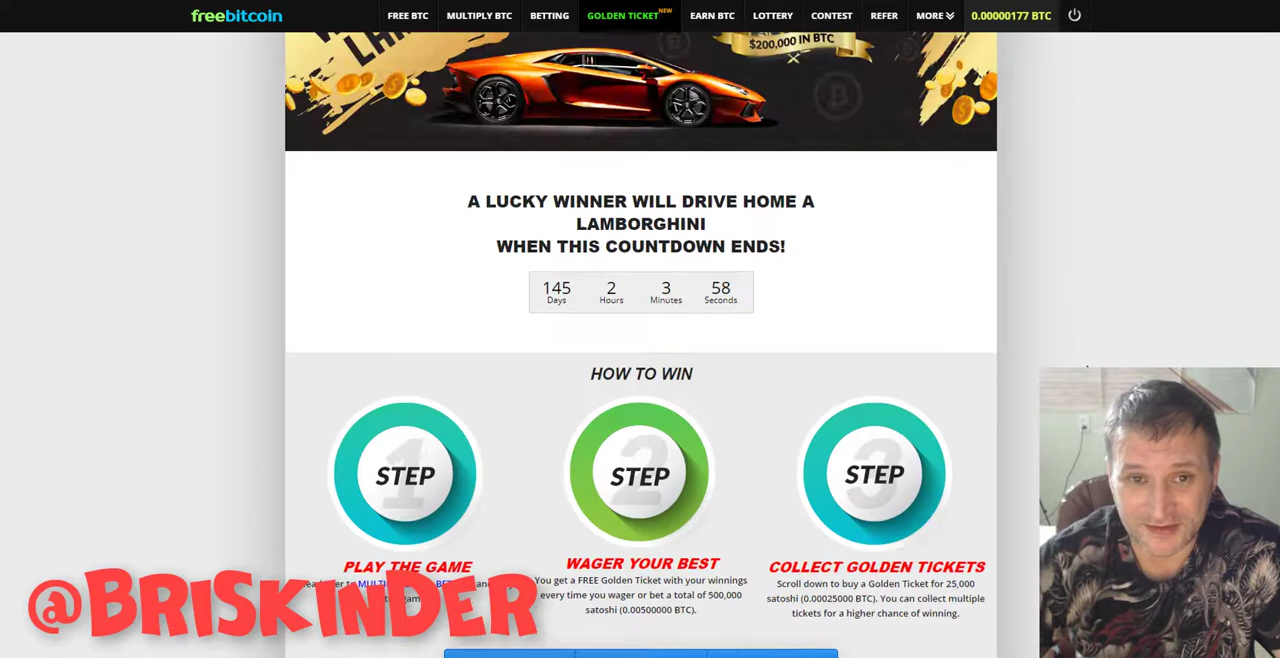 freebitcoin
FREE BTC MULTIPLY BTC BETTING GOLDEN TICKET NEW EARN BTC LOTTERY CONTEST REFER MORE 0.00000177 BTC
$200,000 IN BTC
A LUCKY WINNER WILL DRIVE HOME A
LAMBORGHINI
WHEN THIS COUNTDOWN ENDS!
145 2 3 58
Days Hours Minutes Seconds
HOW TO WIN
1 STEP
2 STEP
3 STEP
PLAY THE GAME
WAGER YOUR BEST
You get a FREE Golden Ticket with your winnings
every time you wager or bet a total of 500,000
satoshi (0.00500000 BTC).
COLLECT GOLDEN TICKETS
Scroll down to buy a Golden Ticket for 25,000
(0.00025000 BTC). You can collect multiple
tickets for a higher chance of winning.
@BRISKINDER